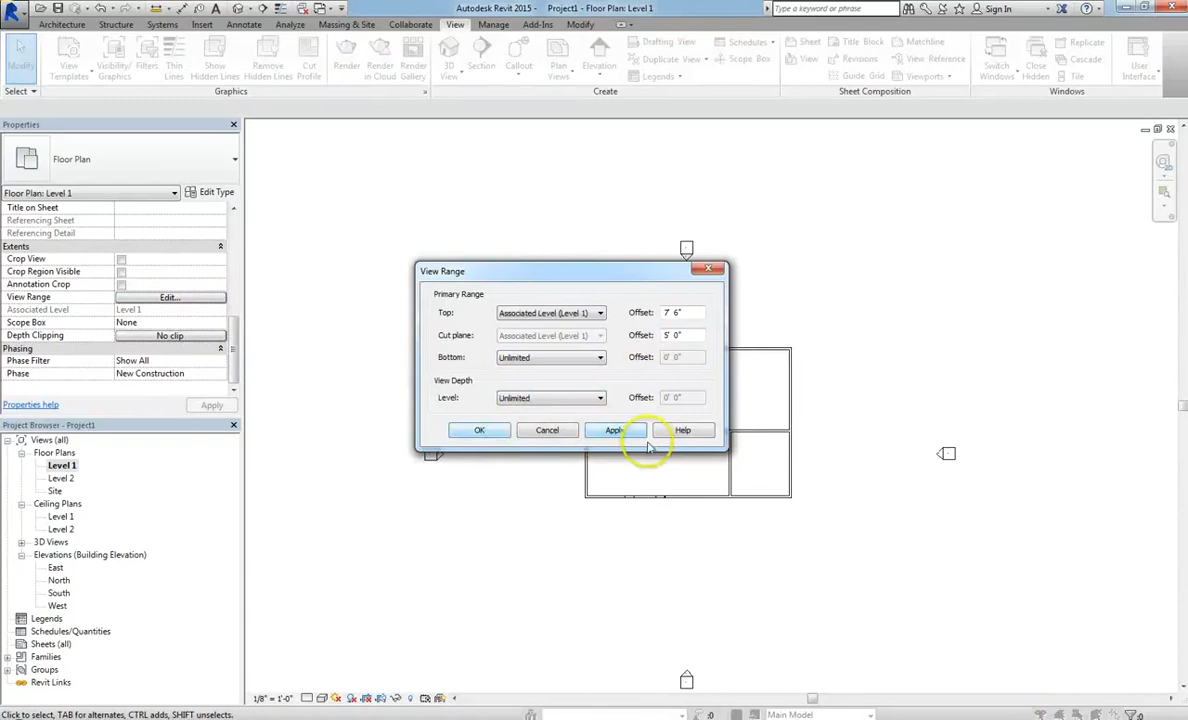 Autodesk Revit 2015 - Project1 - Floor Plan: Level 1
Type a keyword or phrase
Sign In
Architecture Structure Systems Insert Annotate Analyze Massing & Site Collaborate View Manage Add-Ins Modify
Modify
View Templates
Visibility/ Graphics
Filters
Thin Lines
Show Hidden Lines
Remove Hidden Lines
Cut Profile
Render
Render in Cloud
Render Gallery
3D View
Section
Callout
Plan Views
Elevation
Drafting View
Duplicate View
Legends
Schedules
Scope Box
Sheet
View
Title Block
Revisions
Guide Grid
Matchline
View Reference
Viewports
Switch Windows
Close Hidden
Replicate
Cascade
Tile
User Interface
Select
Graphics
Create
Sheet Composition
Windows
Properties
Floor Plan
Floor Plan: Level 1
Edit Type
Title on Sheet
Referencing Sheet
Referencing Detail
Extents
Crop View
Crop Region Visible
Annotation Crop
View Range Edit...
Associated Level Level 1
Scope Box None
Depth Clipping No clip
Phasing
Phase Filter Show All
Phase New Construction
Properties help
Apply
Project Browser - Project1
Views (all)
Floor Plans
Level 1
Level 2
Site
Ceiling Plans
Level 1
Level 2
3D Views
Elevations (Building Elevation)
East
North
South
West
Legends
Schedules/Quantities
Sheets (all)
Families
Groups
Revit Links
View Range
Primary Range
Top: Associated Level (Level 1) Offset: 7' 6"
Cut plane: Associated Level (Level 1) Offset: 5' 0"
Bottom: Unlimited Offset: 0' 0"
View Depth
Level: Unlimited Offset: 0' 0"
OK Cancel Apply Help
1/8" = 1'-0"
Click to select, TAB for alternates, CTRL adds, SHIFT unselects.
:0
Main Model
:0